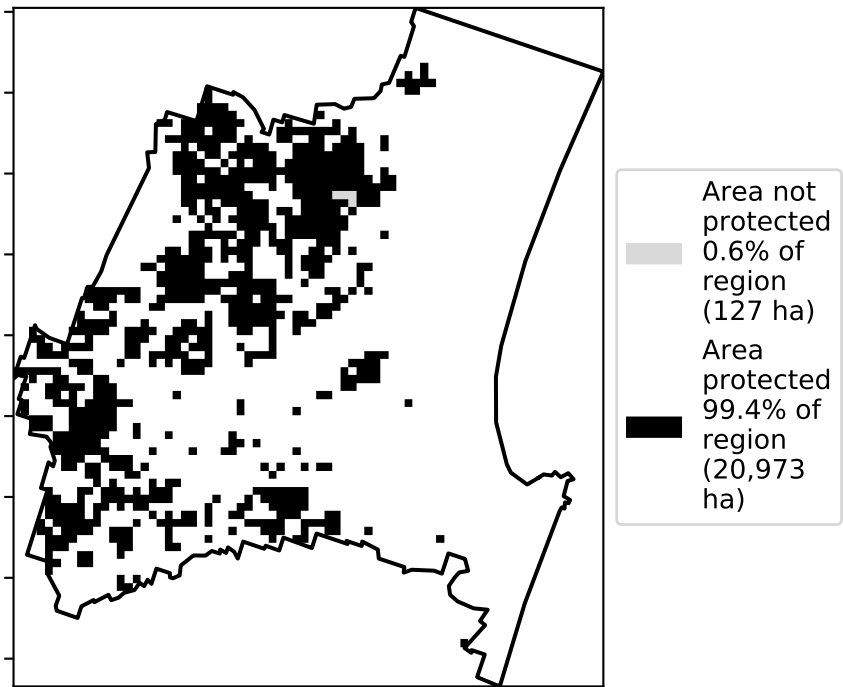 Area not
protected
0.6% of
region
(127 ha)
Area
protected
99.4% of
region
(20,973
ha)